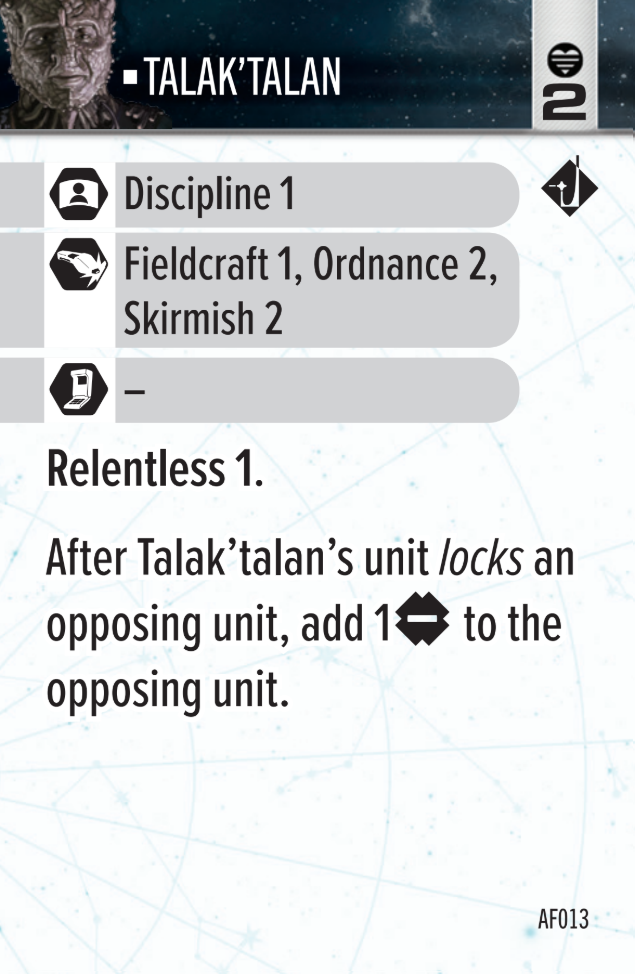 TALAK’TALAN
2
Discipline 1
Fieldcraft 1, Ordnance 2,
Skirmish 2
–
Relentless 1.
After Talak’talan’s unit locks an
opposing unit, add 1 to the
opposing unit.
AF013